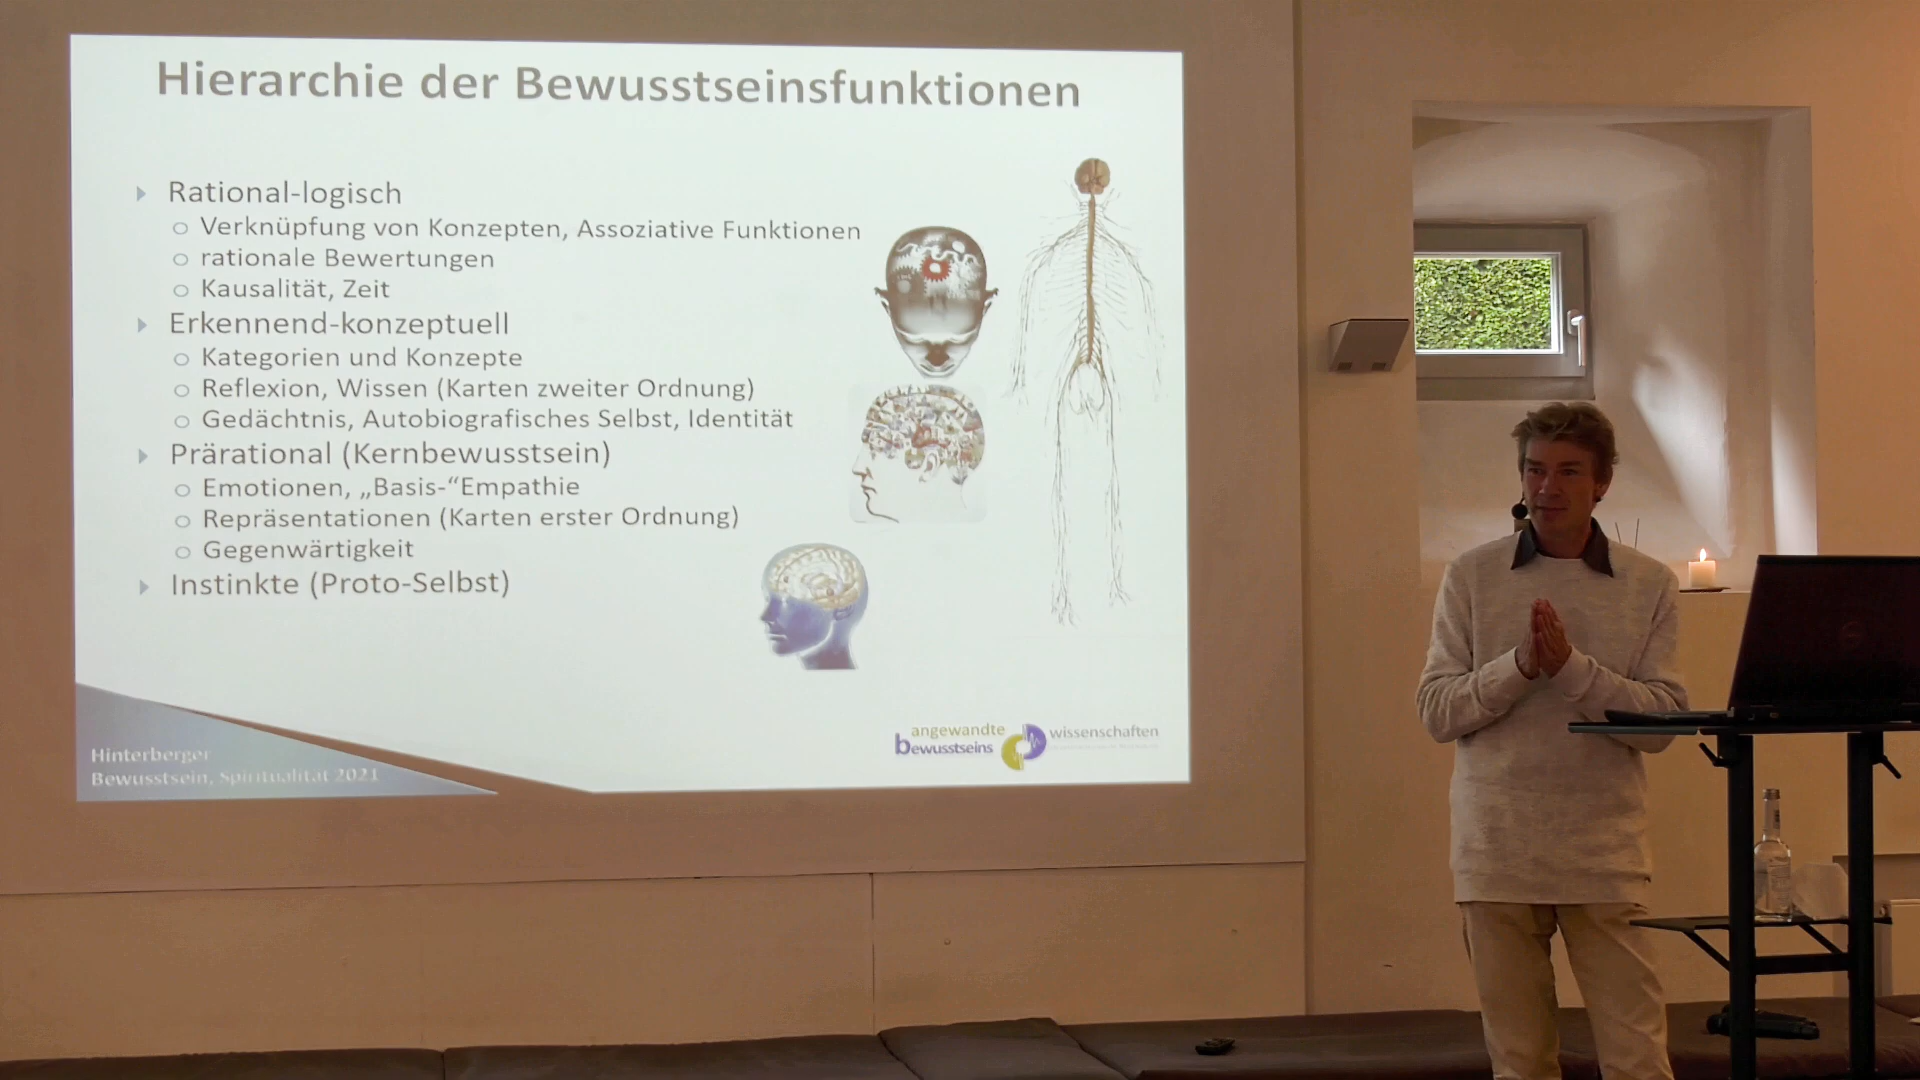 Hierarchie der Bewusstseinsfunktionen
Rational-logisch
Verknüpfung von Konzepten, Assoziative Funktionen
rationale Bewertungen
Kausalität, Zeit
Erkennend-konzeptuell
Kategorien und Konzepte
Reflexion, Wissen (Karten zweiter Ordnung)
Gedächtnis, Autobiografisches Selbst, Identität
Prärational (Kernbewusstsein)
Emotionen, „Basis-“Empathie
Repräsentationen (Karten erster Ordnung)
Gegenwärtigkeit
Instinkte (Proto-Selbst)
Hinterberger
Bewusstsein, Spiritualität 2021
angewandte
bewusstseins wissenschaften